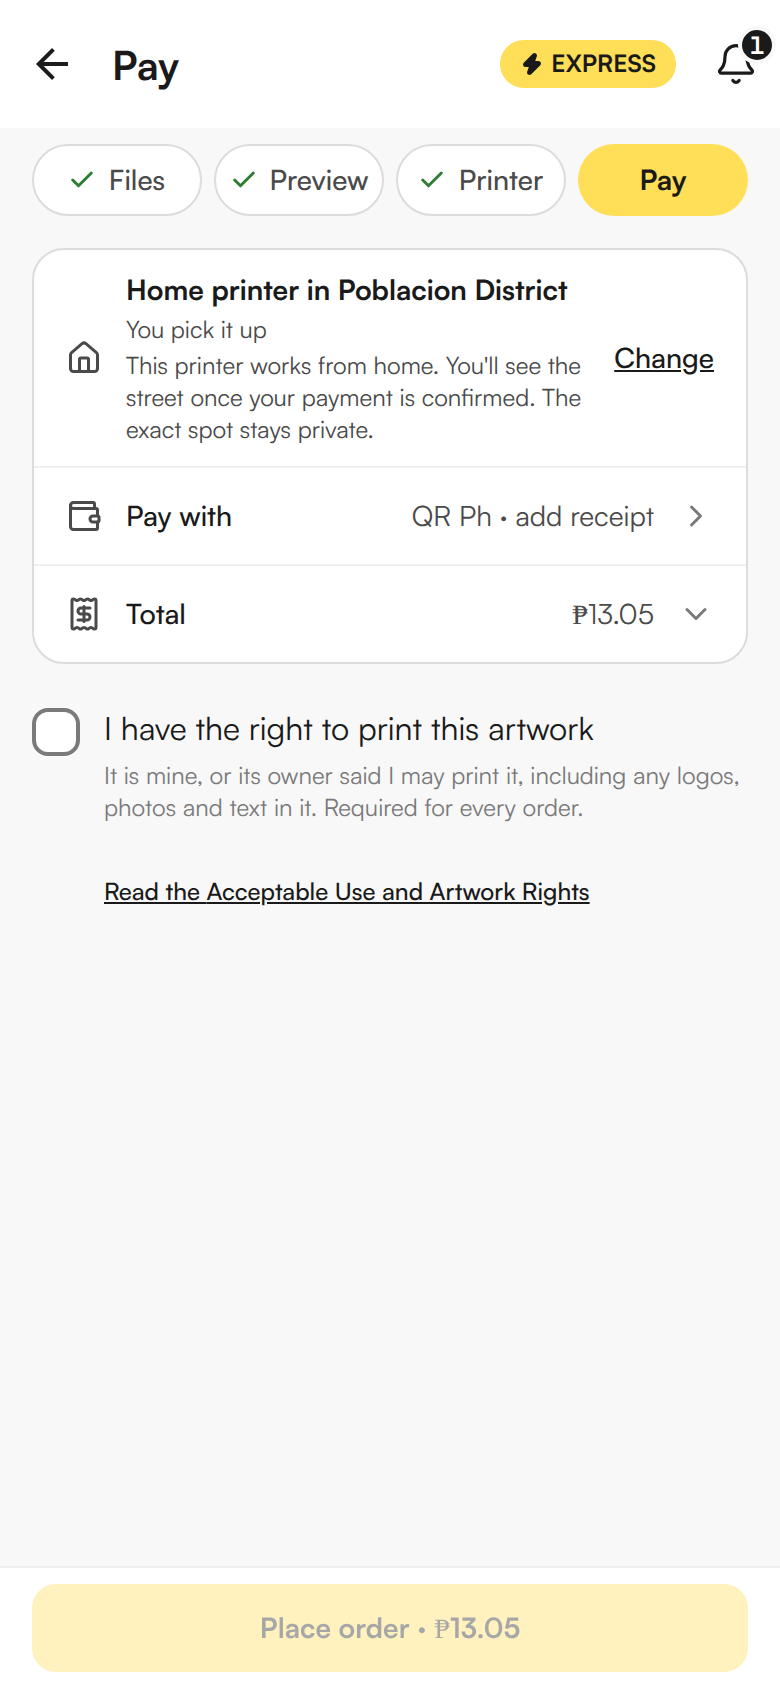 Pay
EXPRESS
1
Files
Preview
Printer
Pay
Home printer in Poblacion District
You pick it up
This printer works from home. You'll see the
street once your payment is confirmed. The
exact spot stays private.
Change
Pay with
QR Ph · add receipt
Total
₱13.05
I have the right to print this artwork
It is mine, or its owner said I may print it, including any logos,
photos and text in it. Required for every order.
Read the Acceptable Use and Artwork Rights
Place order · ₱13.05